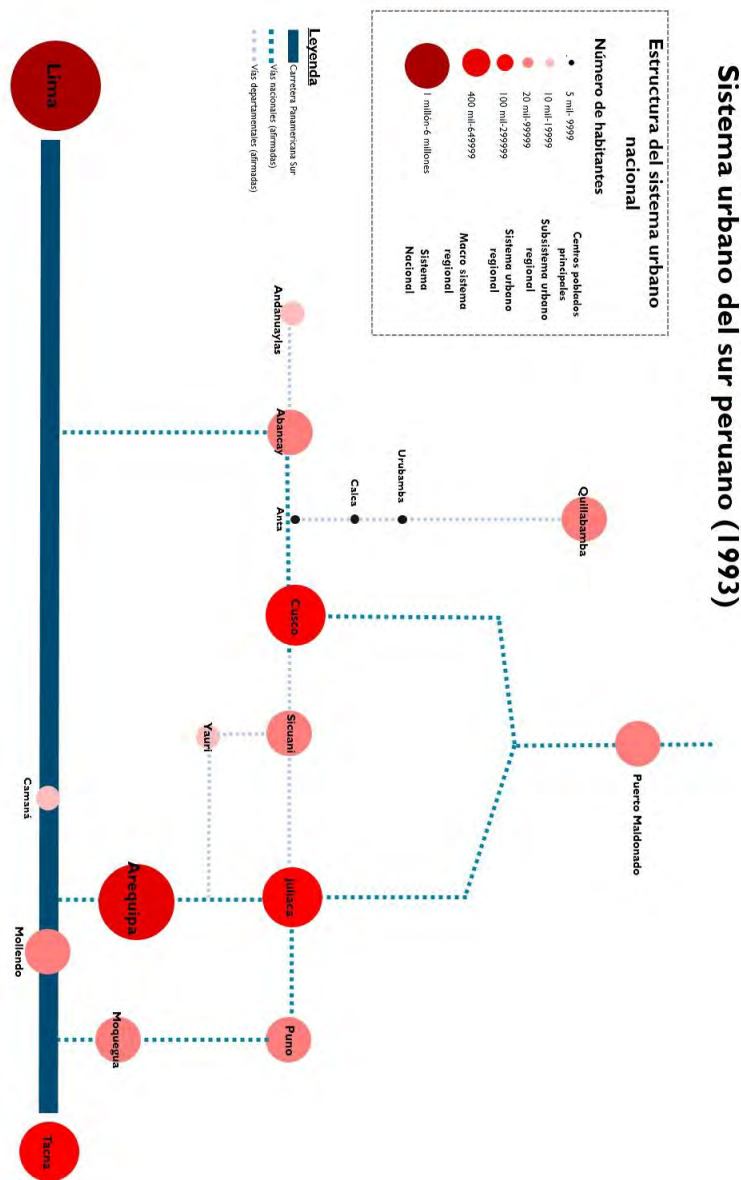 Sistema urbano del sur peruano (1993)
Estructura del sistema urbano
nacional
Número de habitantes
5 mil- 9999
10 mil-19999
20 mil-99999
100 mil-299999
400 mil-649999
1 millón-6 millones
Centros poblados
principales
Subsistema urbano
regional
Sistema urbano
regional
Macro sistema
regional
Sistema
Nacional
Leyenda
Carretera Panamericana Sur
Vías nacionales (afirmadas)
Vías departamentales (afirmadas)
Quillabamba
Puerto Maldonado
Urubamba
Calca
Anta
Andahuaylas
Abancay
Cusco
Sicuani
Yauri
Juliaca
Puno
Arequipa
Moquegua
Lima
Camaná
Mollendo
Tacna